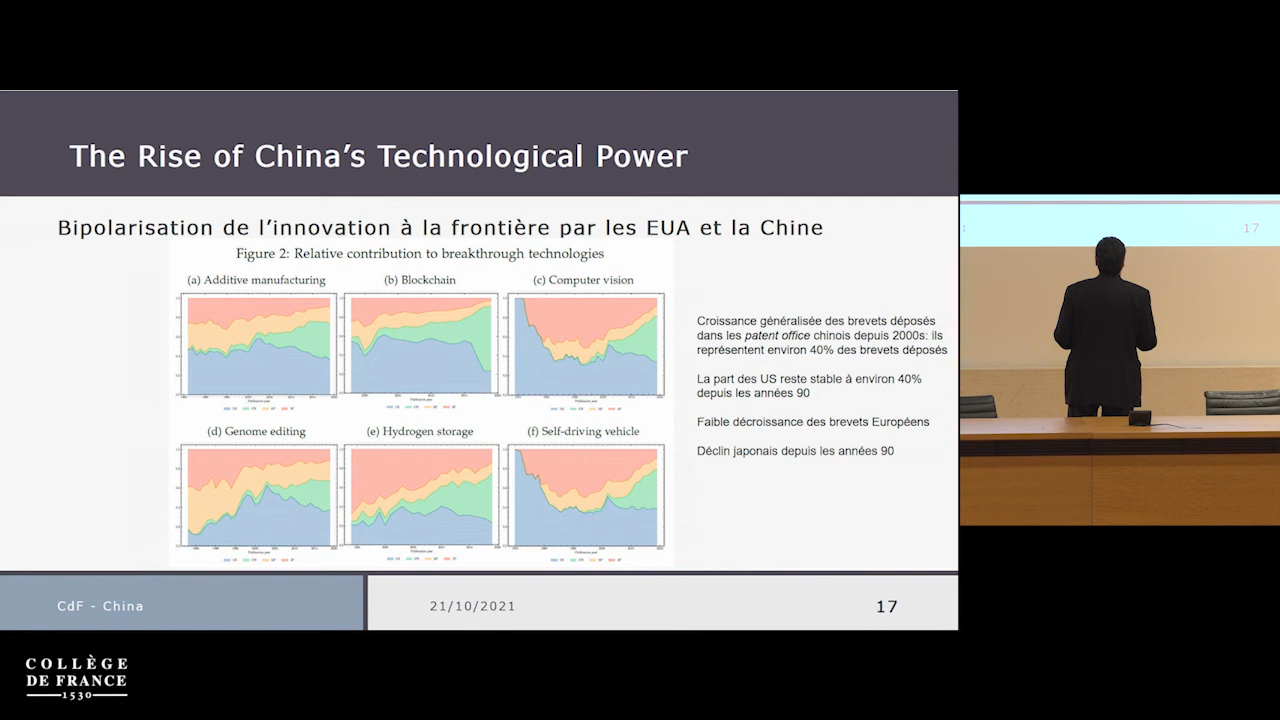 The Rise of China's Technological Power
Bipolarisation de l'innovation à la frontière par les EUA et la Chine
Figure 2: Relative contribution to breakthrough technologies
(a) Additive manufacturing
(b) Blockchain
(c) Computer vision
(d) Genome editing
(e) Hydrogen storage
(f) Self-driving vehicle
Croissance généralisée des brevets déposés
dans les patent office chinois depuis 2000s: ils
représentent environ 40% des brevets déposés
La part des US reste stable à environ 40%
depuis les années 90
Faible décroissance des brevets Européens
Déclin japonais depuis les années 90
CdF - China
21/10/2021
17
17
COLLÈGE
DE FRANCE
1530